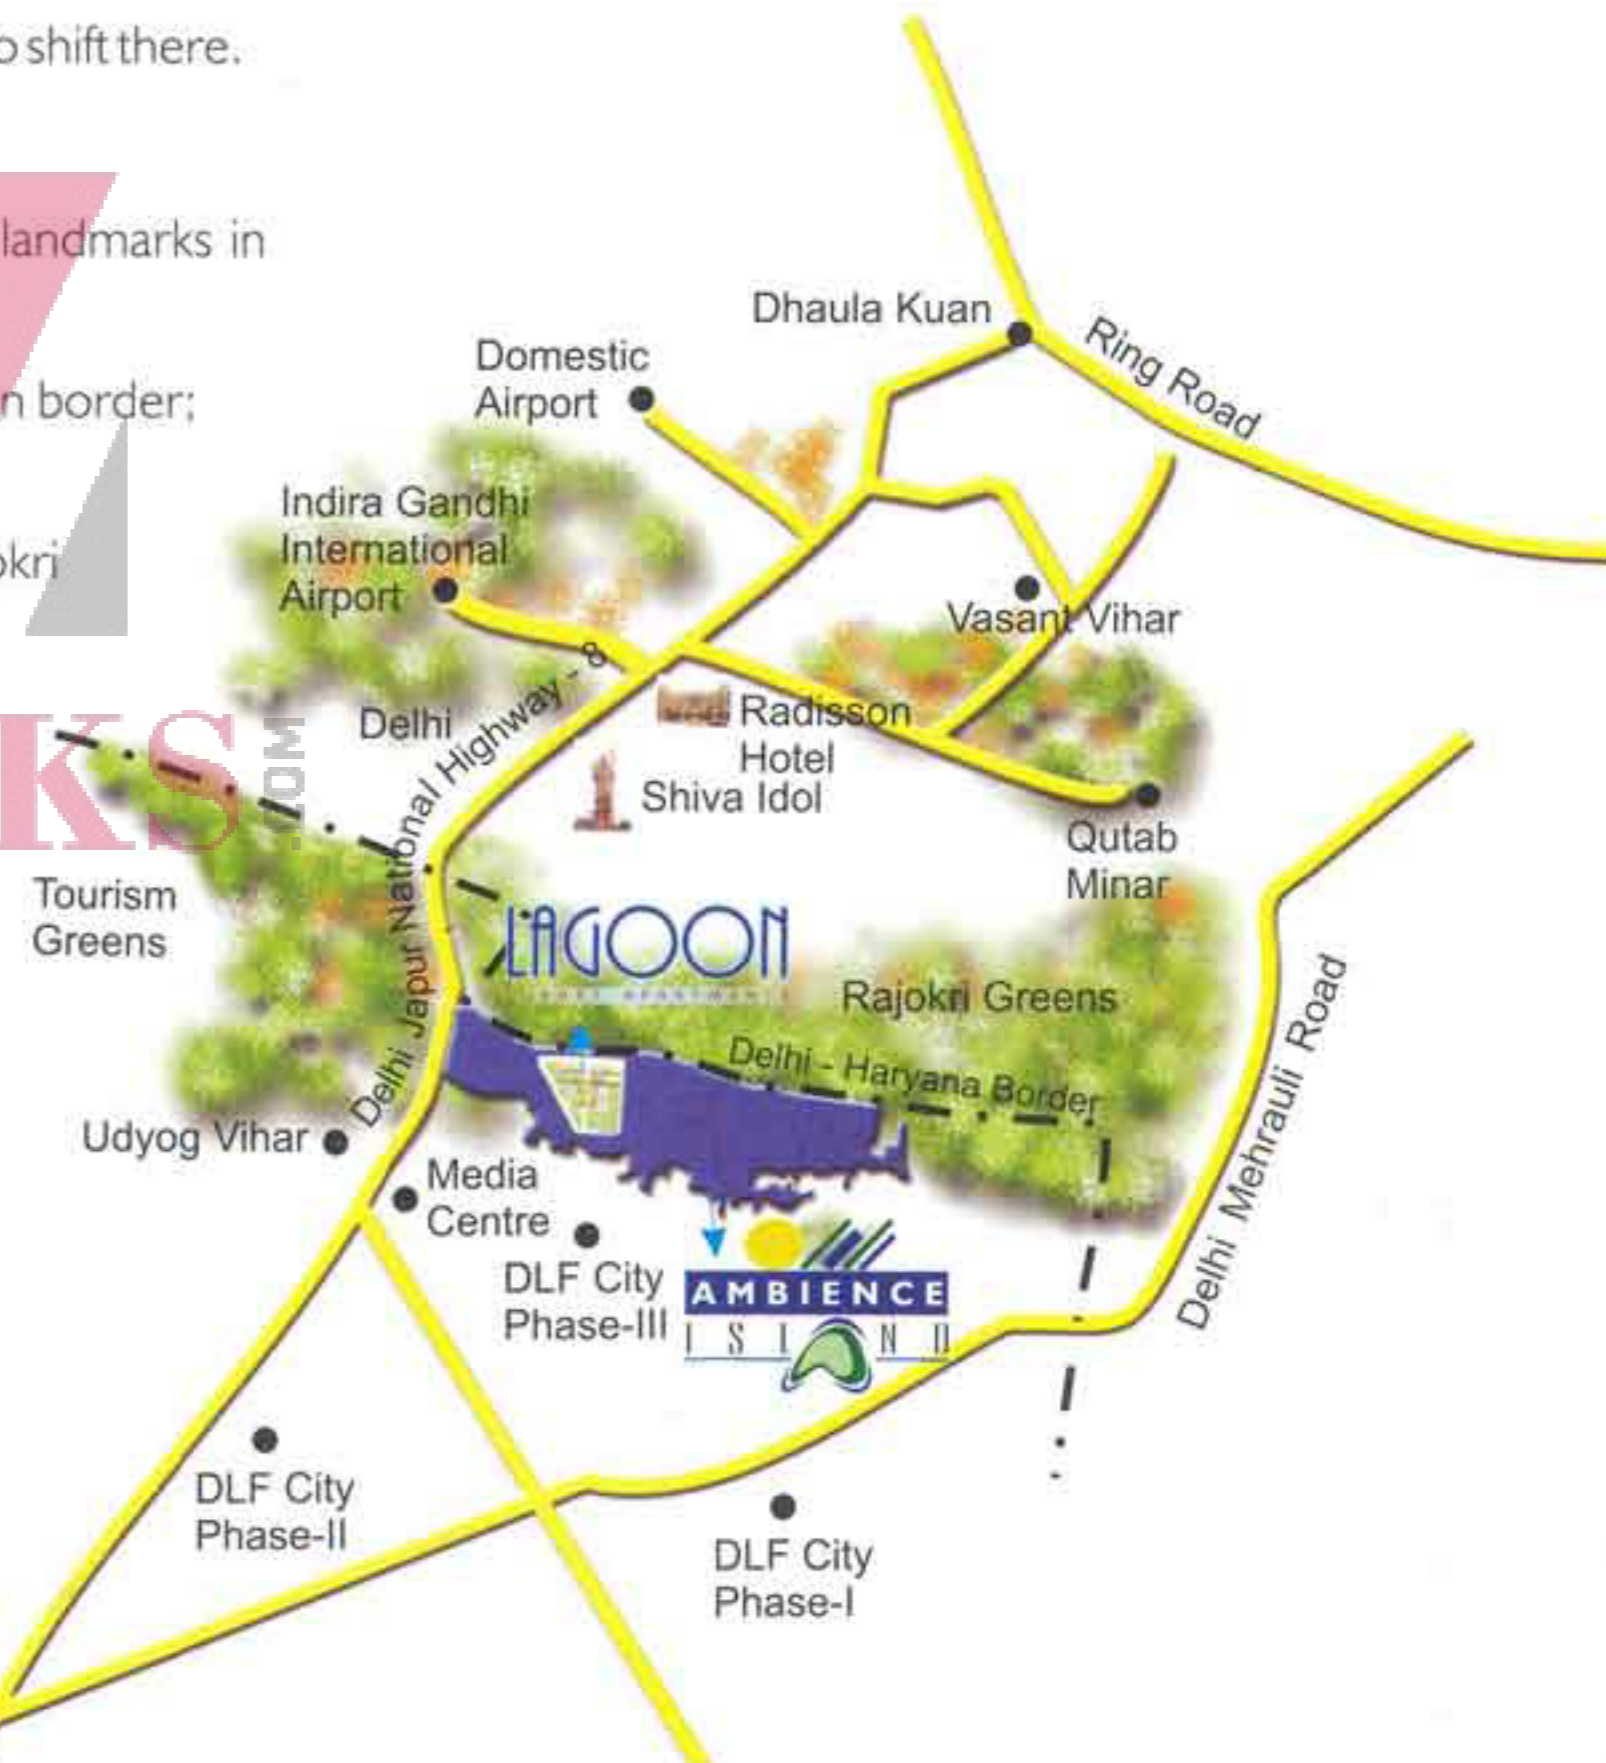 o shift there.
landmarks in
n border;
okri
KS
.COM
Dhaula Kuan
Ring Road
Domestic
Airport
Indira Gandhi
International
Airport
Vasant Vihar
Delhi
Radisson
Hotel
Shiva Idol
Delhi Japur National Highway - 8
Qutab
Minar
Tourism
Greens
LAGOON
Rajokri Greens
Delhi - Haryana Border
Delhi Mehrauli Road
Udyog Vihar
Media
Centre
DLF City
Phase-III
AMBIENCE
ISLAND
DLF City
Phase-II
DLF City
Phase-I